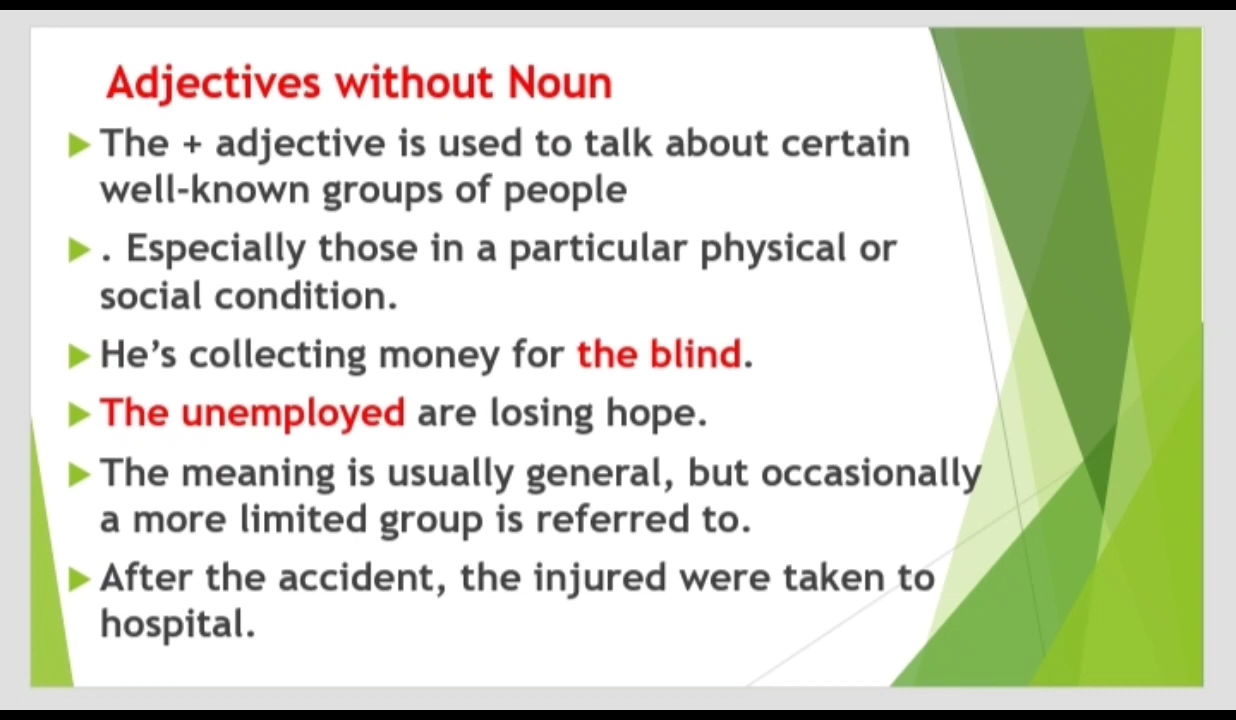 Adjectives without Noun
The + adjective is used to talk about certain
well-known groups of people
. Especially those in a particular physical or
social condition.
He's collecting money for the blind.
The unemployed are losing hope.
The meaning is usually general, but occasionally
a more limited group is referred to.
After the accident, the injured were taken to
hospital.